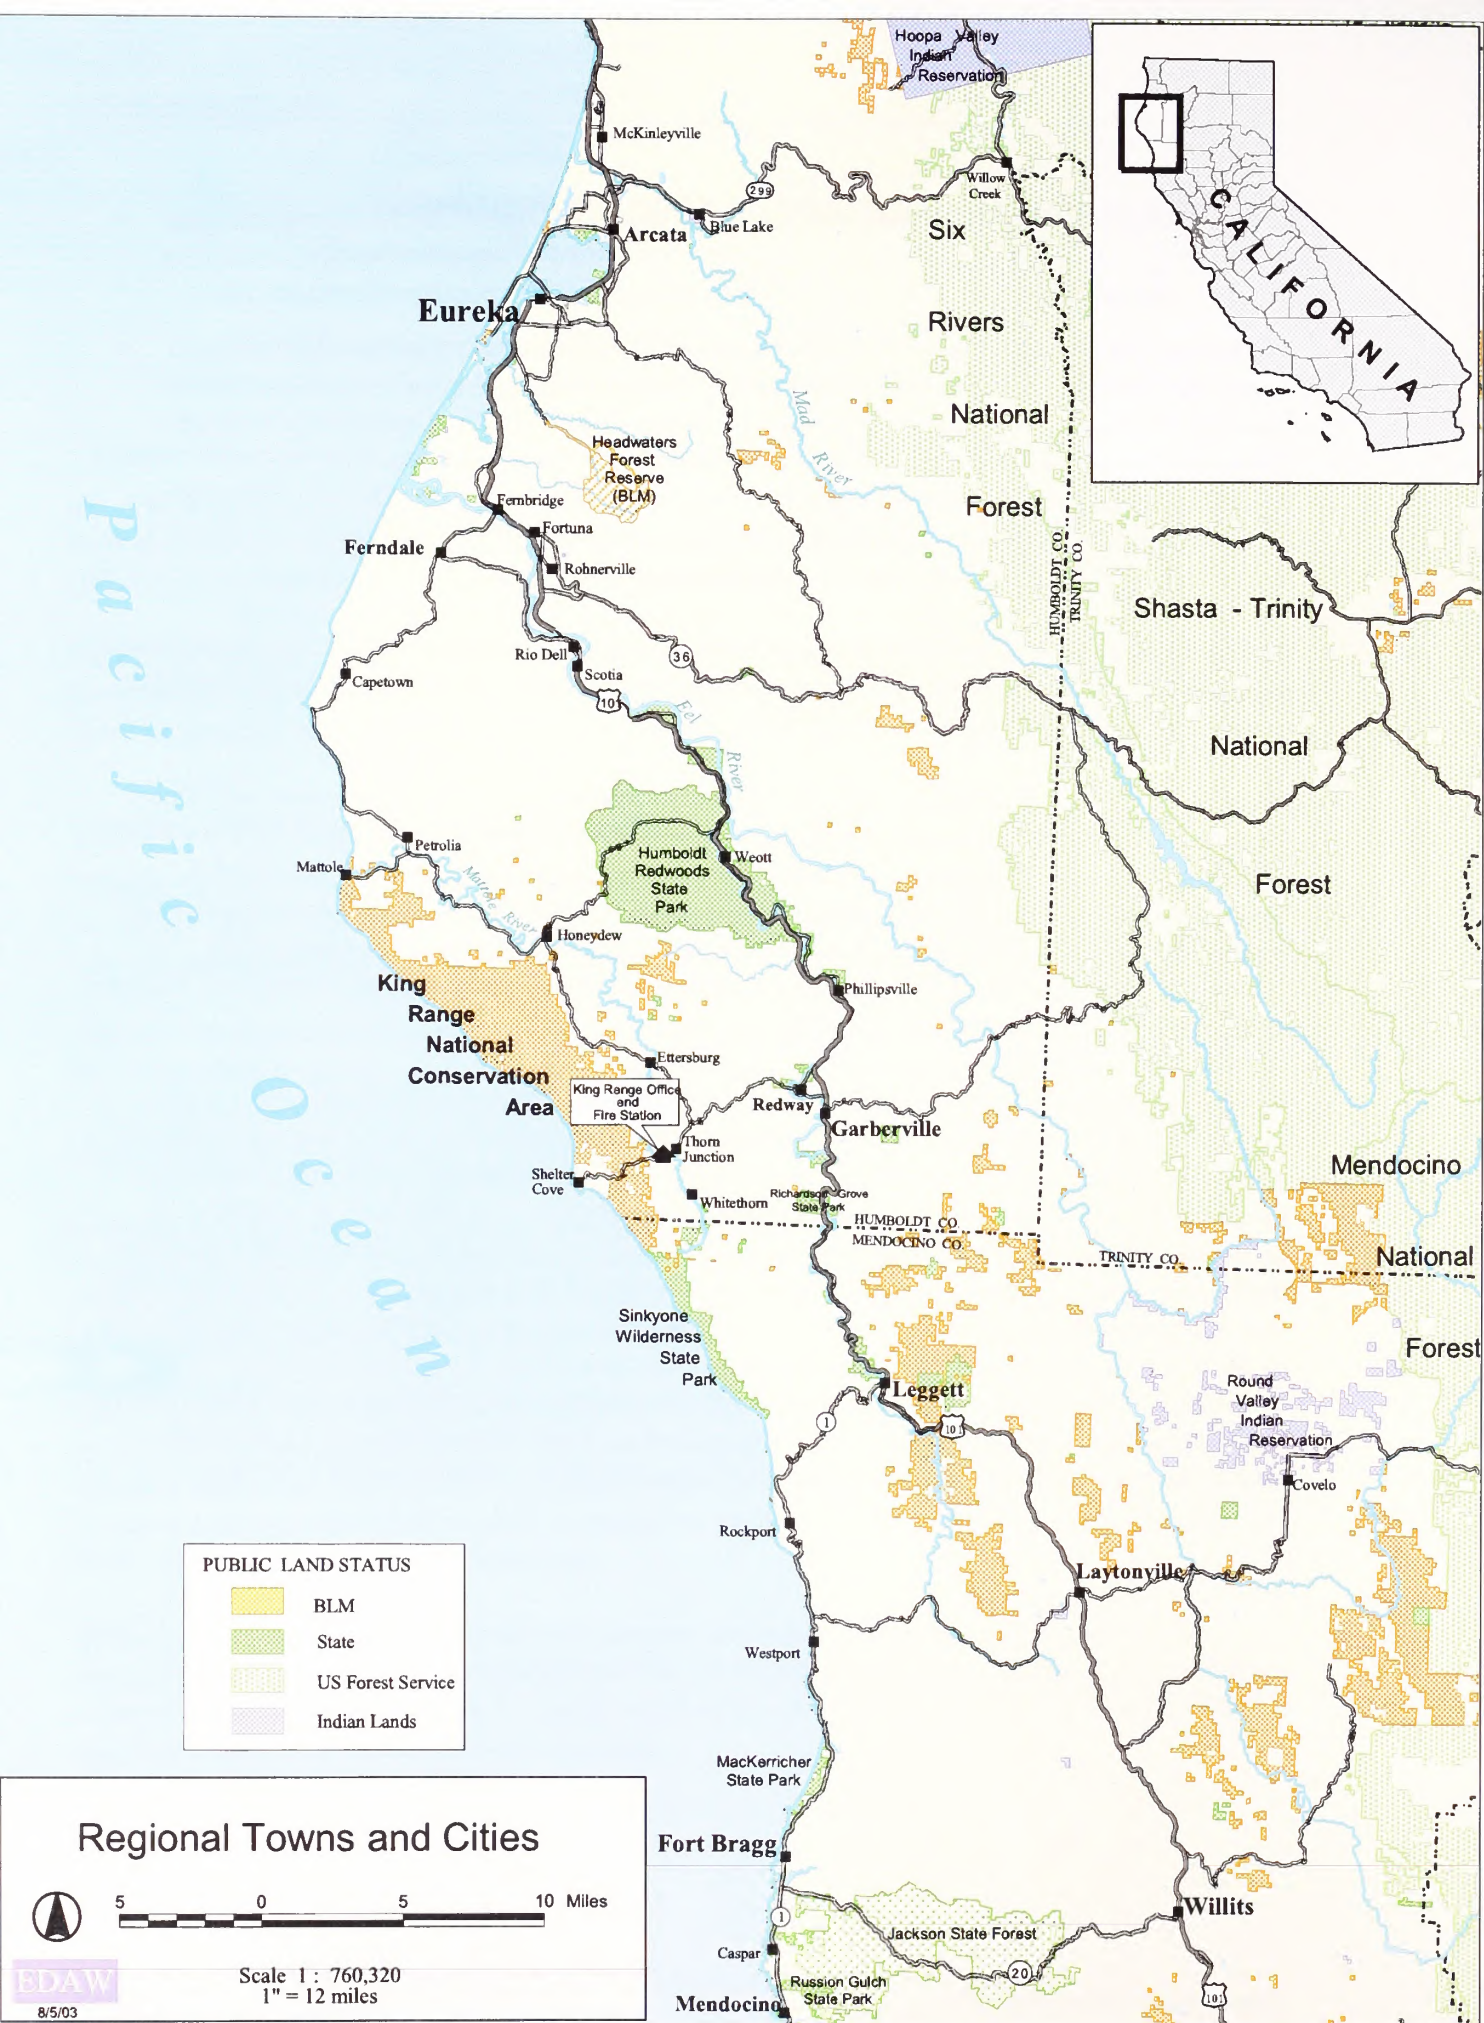 Hoopa Valley
Indian
Reservation
McKinleyville
299
Willow
Creek
Blue Lake
Arcata
Six
Eureka
Rivers
CALIFORNIA
Mad River
National
Headwaters
Forest
Reserve
(BLM)
Forest
Fernbridge
Fortuna
Ferndale
Rohnerville
HUMBOLDT CO.
TRINITY CO.
Shasta - Trinity
Rio Dell
36
Scotia
Capetown
101
Eel River
National
Pacific Ocean
Petrolia
Mattole
Mattole River
Humboldt
Redwoods
State
Park
Weott
Forest
Honeydew
King
Range
National
Conservation
Area
Phillipsville
Ettersburg
King Range Office
and
Fire Station
Redway
Garberville
Thorn
Junction
Shelter
Cove
Whitethorn
Richardson Grove
State Park
Mendocino
HUMBOLDT CO.
MENDOCINO CO.
TRINITY CO.
National
Sinkyone
Wilderness
State
Park
Forest
Leggett
Round
Valley
Indian
Reservation
1
101
Covelo
Rockport
Laytonville
PUBLIC LAND STATUS
BLM
State
US Forest Service
Indian Lands
Westport
MacKerricher
State Park
Fort Bragg
Willits
1
Jackson State Forest
Caspar
20
Russion Gulch
State Park
101
Mendocino
Regional Towns and Cities
5 0 5 10 Miles
Scale 1 : 760,320
1" = 12 miles
EDAW
8/5/03